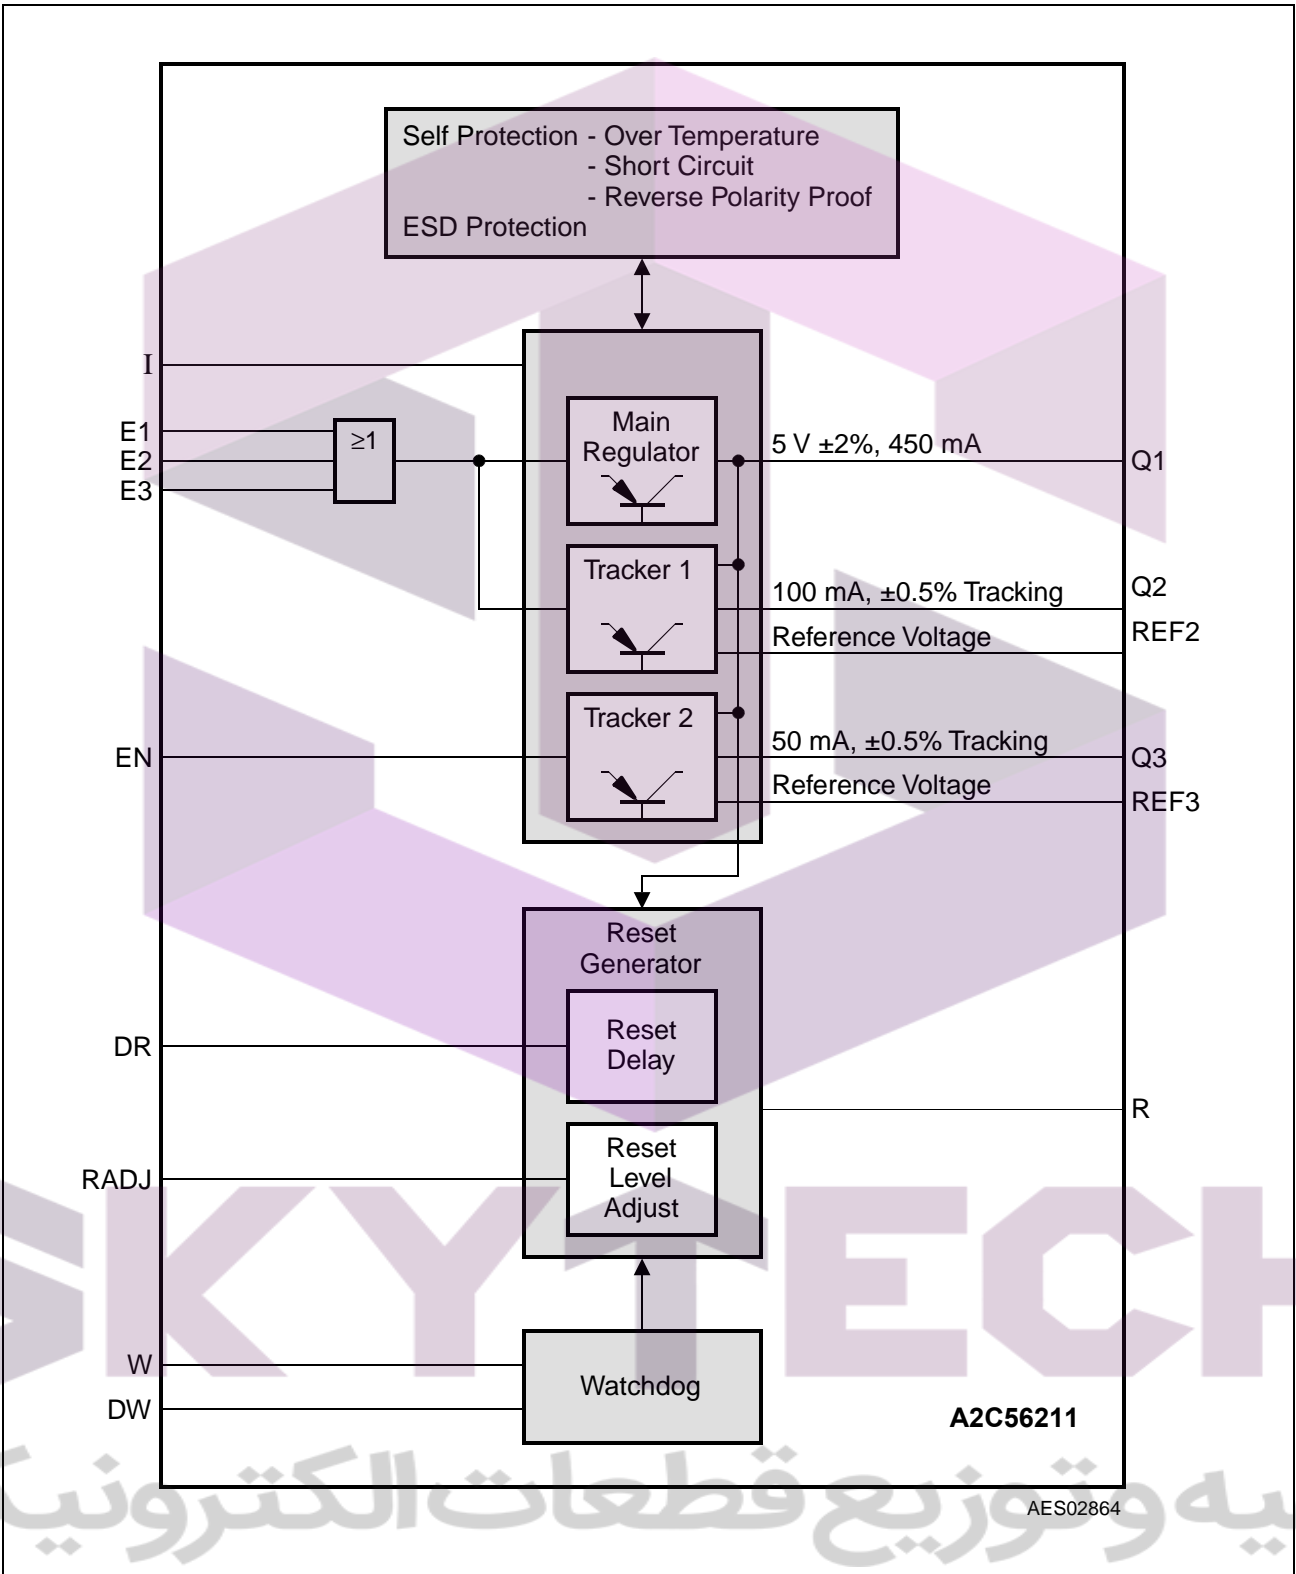 Self Protection - Over Temperature
- Short Circuit
- Reverse Polarity Proof
ESD Protection
I
E1
E2
E3
≥1
Main
Regulator
5 V ±2%, 450 mA
Q1
Tracker 1
100 mA, ±0.5% Tracking
Q2
Reference Voltage
REF2
Tracker 2
EN
50 mA, ±0.5% Tracking
Q3
Reference Voltage
REF3
Reset
Generator
DR
Reset
Delay
R
RADJ
Reset
Level
Adjust
SKYTECH
W
DW
Watchdog
A2C56211
وتوزیع قطعات
AES02864